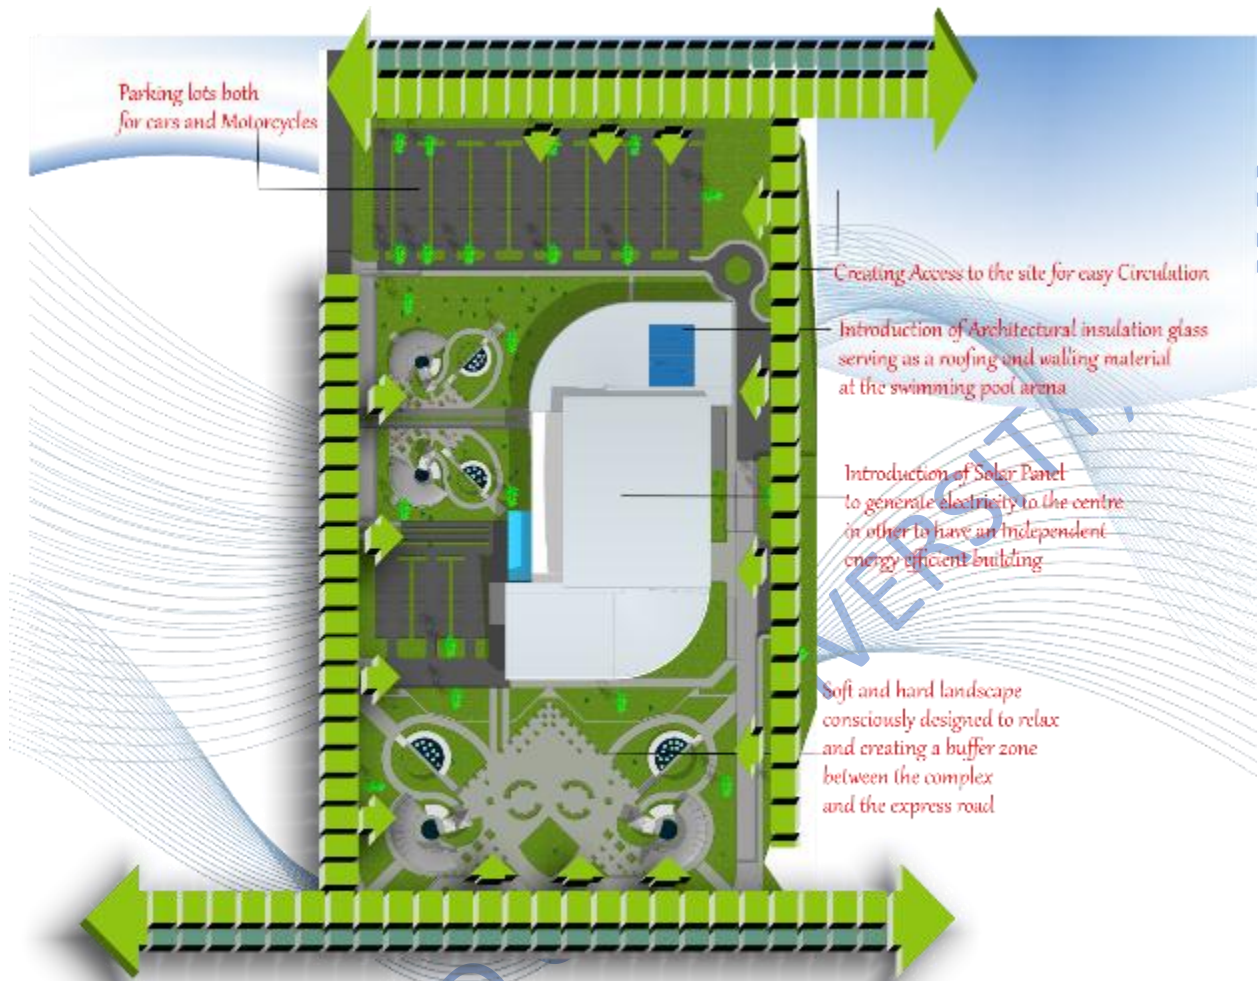 Parking lots both
for cars and Motorcycles
Creating Access to the site for easy Circulation
Introduction of Architectural insulation glass
serving as a roofing and walling material
at the swimming pool arena
Introduction of Solar Panel
to generate electricity to the centre
in other to have an independent
energy efficient building
Soft and hard landscape
consciously designed to relax
and creating a buffer zone
between the complex
and the express road
VERSITY